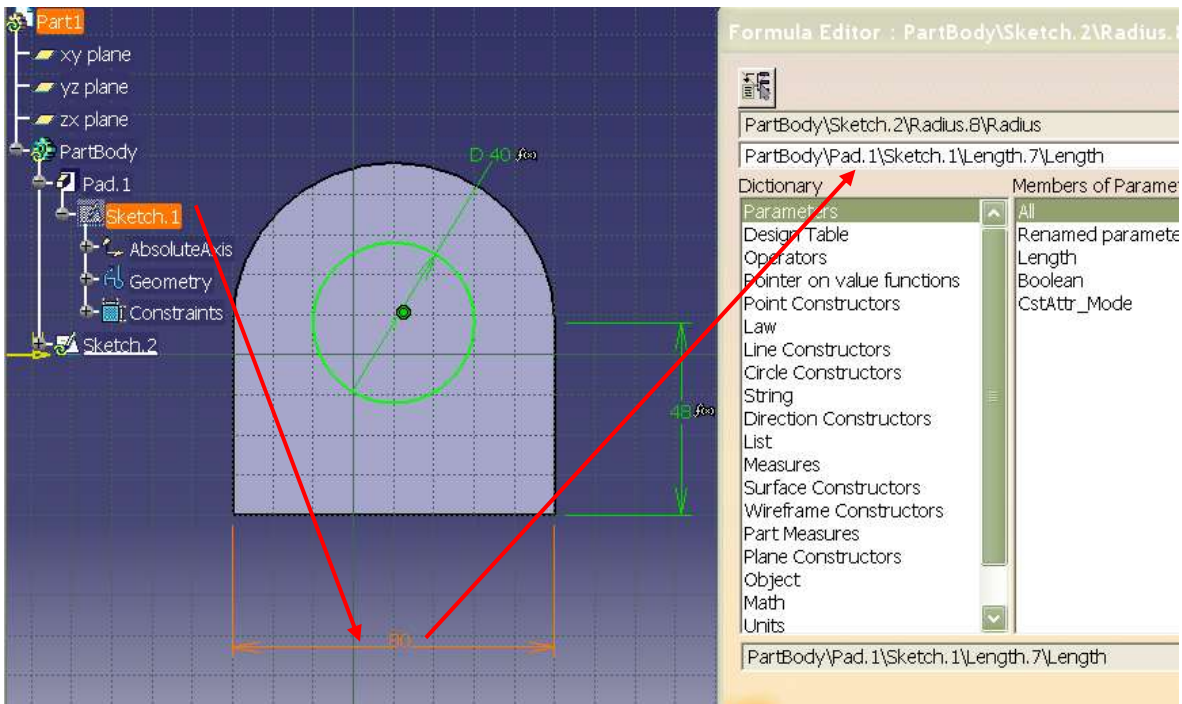 Part1
xy plane
yz plane
zx plane
PartBody
Pad.1
Sketch.1
AbsoluteAxis
Geometry
Constraints
Sketch.2
D 40 f(x)
48 f(x)
80
Formula Editor : PartBody\Sketch.2\Radius.8
PartBody\Sketch.2\Radius.8\Radius
PartBody\Pad.1\Sketch.1\Length.7\Length
Dictionary
Parameters
Design Table
Operators
Pointer on value functions
Point Constructors
Law
Line Constructors
Circle Constructors
String
Direction Constructors
List
Measures
Surface Constructors
Wireframe Constructors
Part Measures
Plane Constructors
Object
Math
Units
Members of Paramet
All
Renamed paramete
Length
Boolean
CstAttr_Mode
PartBody\Pad.1\Sketch.1\Length.7\Length